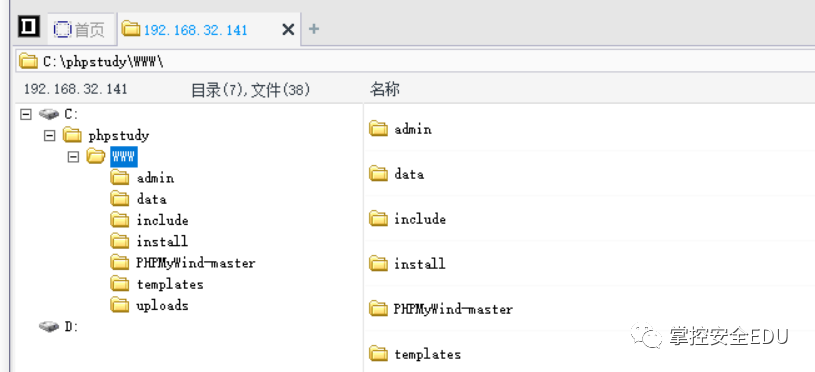 首页 192.168.32.141
C:\phpstudy\WWW\
192.168.32.141 目录(7),文件(38) 名称
C:
phpstudy
WWW
admin
data
include
install
PHPMyWind-master
templates
uploads
D:
admin
data
include
install
PHPMyWind-master
templates
掌控安全EDU